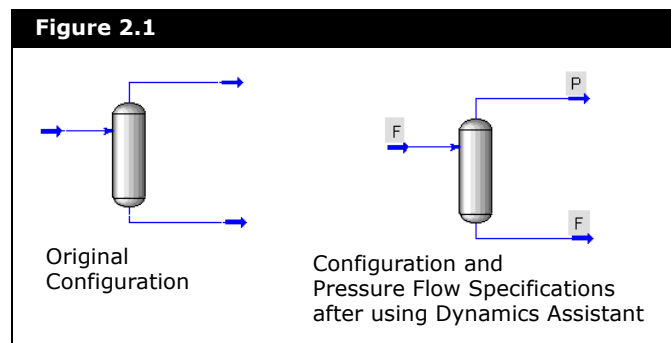 Figure 2.1
P
F
F
Original
Configuration
Configuration and
Pressure Flow Specifications
after using Dynamics Assistant